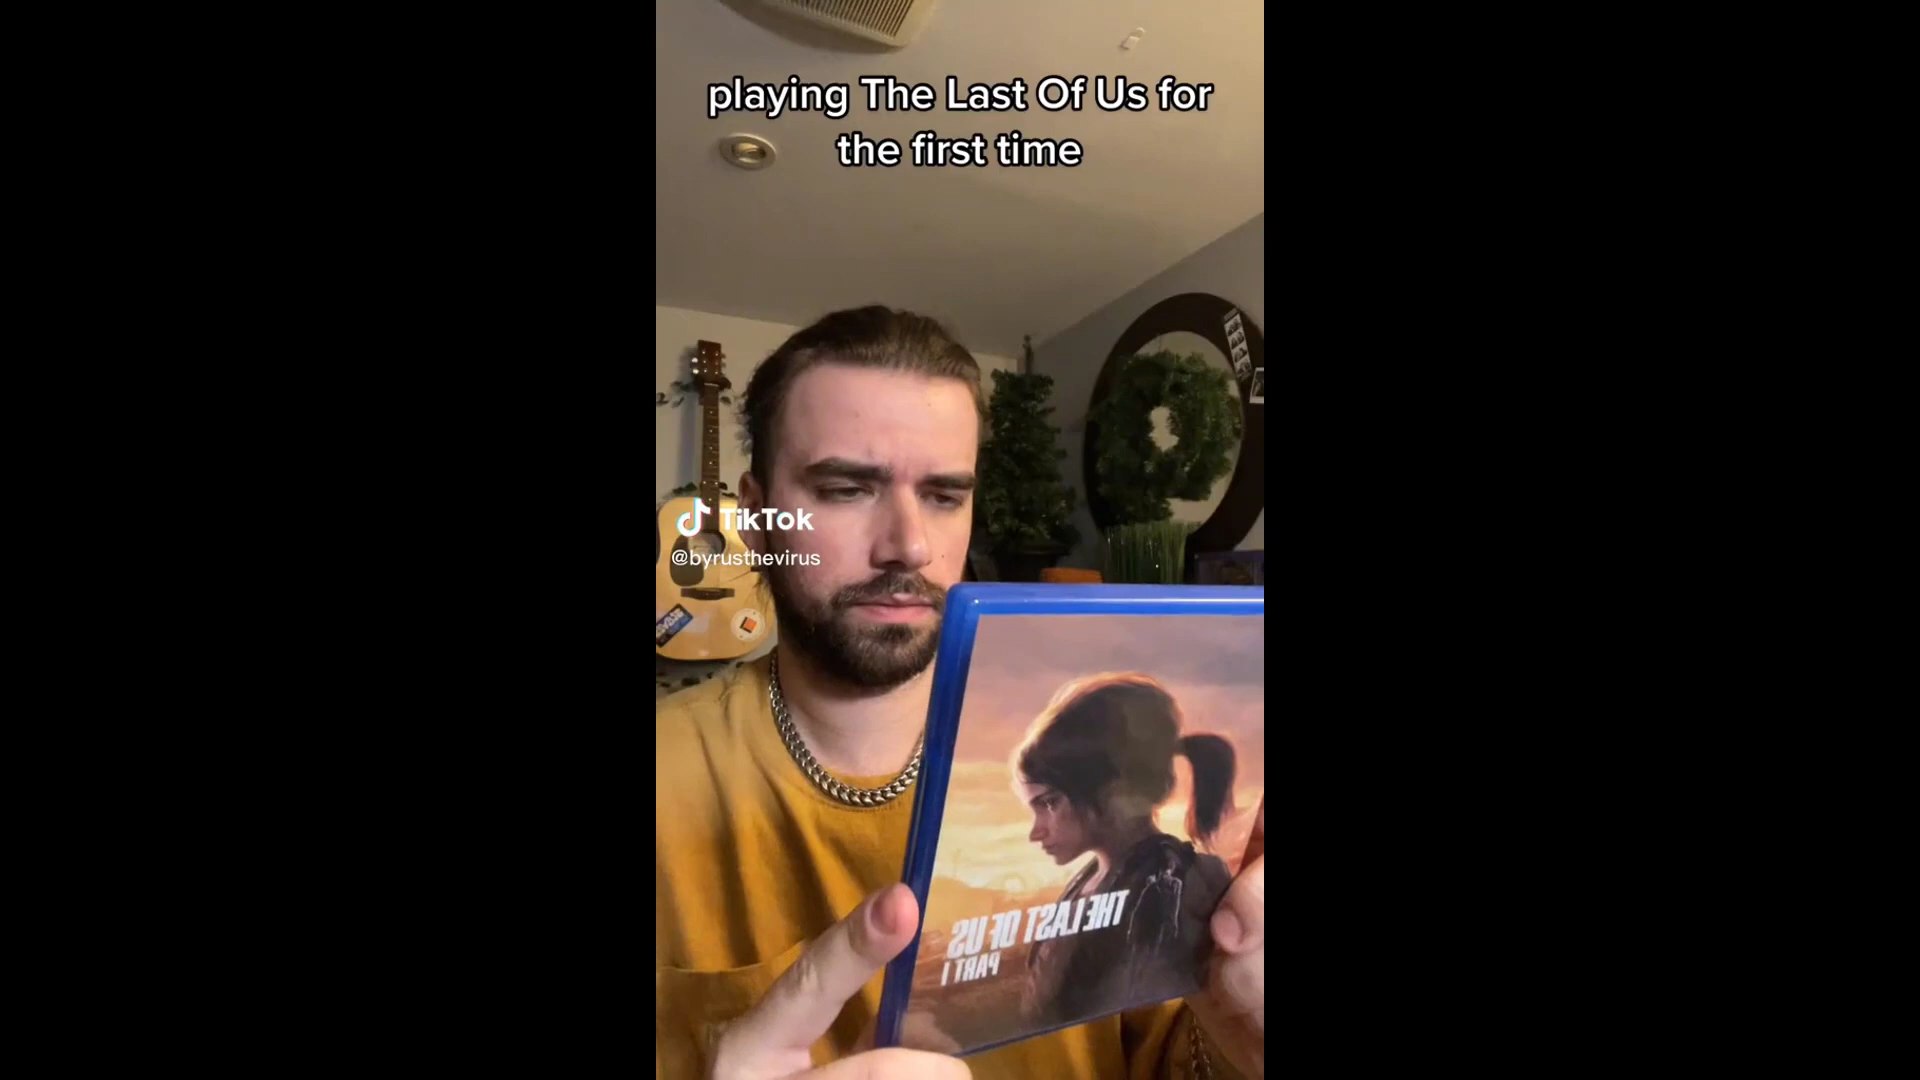 playing The Last Of Us for
the first time
TikTok
@byrusthevirus
THE LAST OF US
PART I